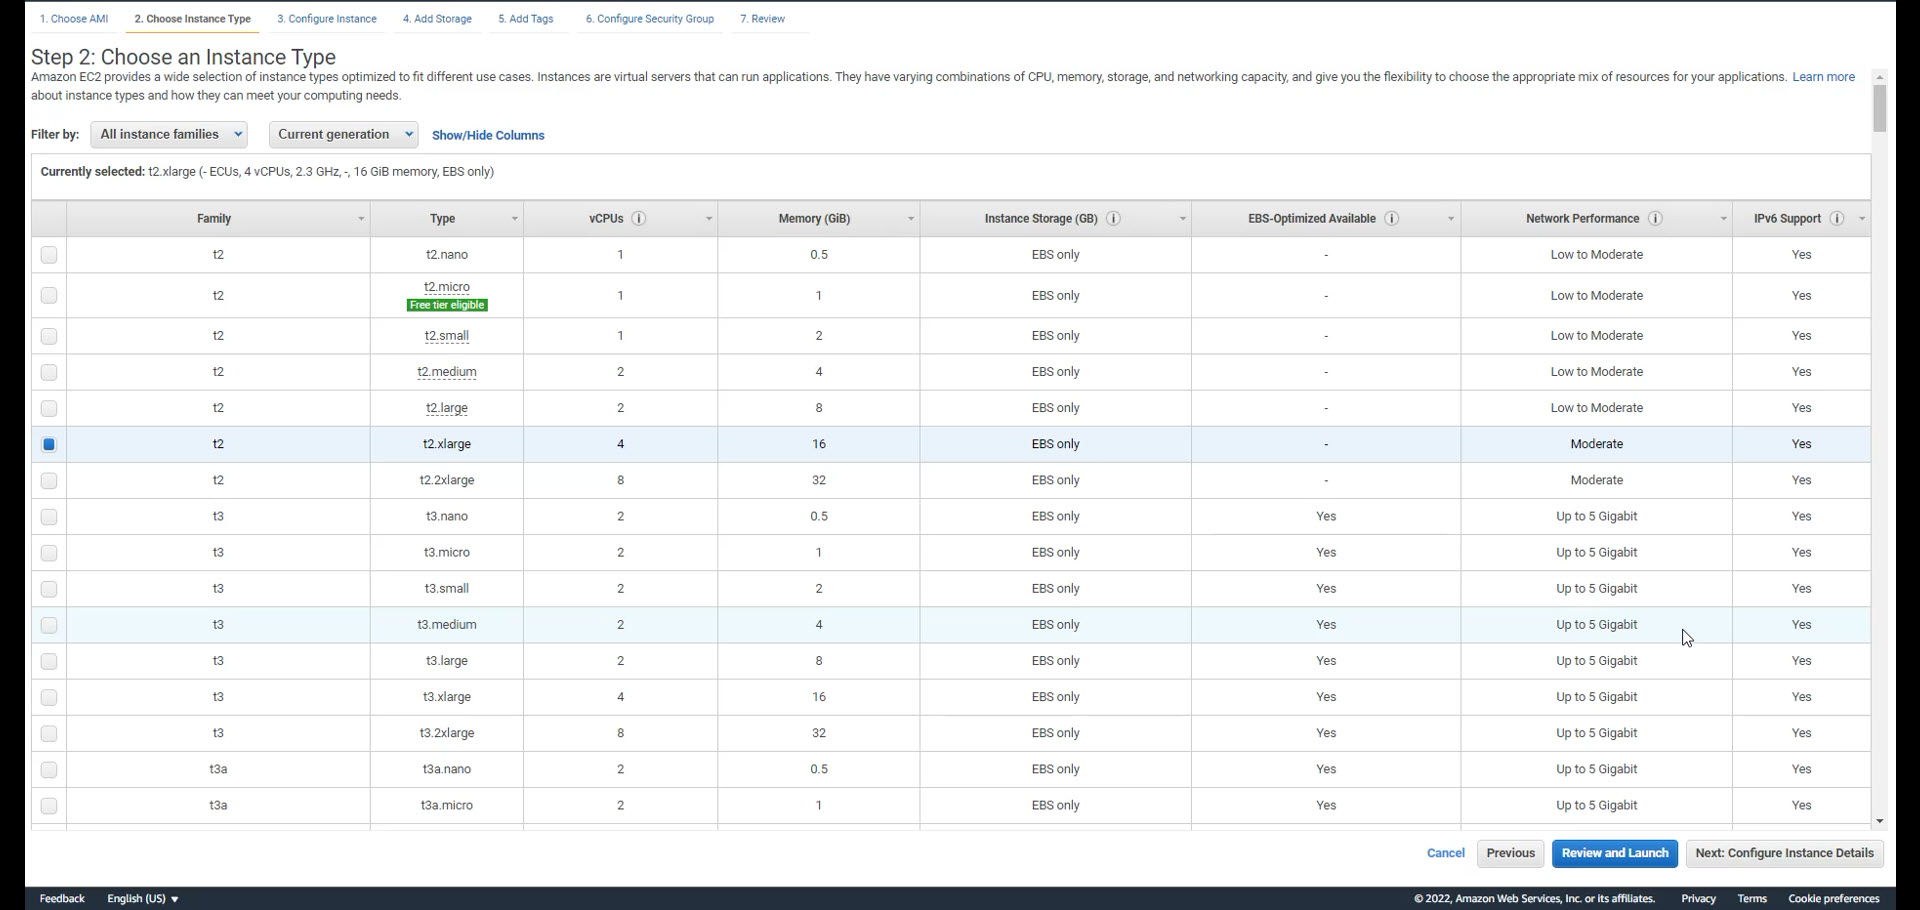 1. Choose AMI 2. Choose Instance Type 3. Configure Instance 4. Add Storage 5. Add Tags 6. Configure Security Group 7. Review
Step 2: Choose an Instance Type
Amazon EC2 provides a wide selection of instance types optimized to fit different use cases. Instances are virtual servers that can run applications. They have varying combinations of CPU, memory, storage, and networking capacity, and give you the flexibility to choose the appropriate mix of resources for your applications. Learn more
about instance types and how they can meet your computing needs.
Filter by: All instance families Current generation Show/Hide Columns
Currently selected: t2.xlarge (- ECUs, 4 vCPUs, 2.3 GHz, -, 16 GiB memory, EBS only)
Family Type vCPUs Memory (GiB) Instance Storage (GB) EBS-Optimized Available Network Performance IPv6 Support
t2 t2.nano 1 0.5 EBS only - Low to Moderate Yes
t2 t2.micro 1 1 EBS only - Low to Moderate Yes
Free tier eligible
t2 t2.small 1 2 EBS only - Low to Moderate Yes
t2 t2.medium 2 4 EBS only - Low to Moderate Yes
t2 t2.large 2 8 EBS only - Low to Moderate Yes
t2 t2.xlarge 4 16 EBS only - Moderate Yes
t2 t2.2xlarge 8 32 EBS only - Moderate Yes
t3 t3.nano 2 0.5 EBS only Yes Up to 5 Gigabit Yes
t3 t3.micro 2 1 EBS only Yes Up to 5 Gigabit Yes
t3 t3.small 2 2 EBS only Yes Up to 5 Gigabit Yes
t3 t3.medium 2 4 EBS only Yes Up to 5 Gigabit Yes
t3 t3.large 2 8 EBS only Yes Up to 5 Gigabit Yes
t3 t3.xlarge 4 16 EBS only Yes Up to 5 Gigabit Yes
t3 t3.2xlarge 8 32 EBS only Yes Up to 5 Gigabit Yes
t3a t3a.nano 2 0.5 EBS only Yes Up to 5 Gigabit Yes
t3a t3a.micro 2 1 EBS only Yes Up to 5 Gigabit Yes
Cancel Previous Review and Launch Next: Configure Instance Details
Feedback English (US) © 2022, Amazon Web Services, Inc. or its affiliates. Privacy Terms Cookie preferences